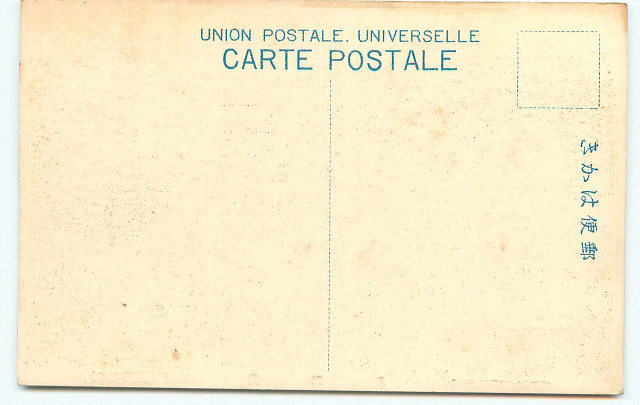 UNION POSTALE. UNIVERSELLE
CARTE POSTALE
郵便はかき